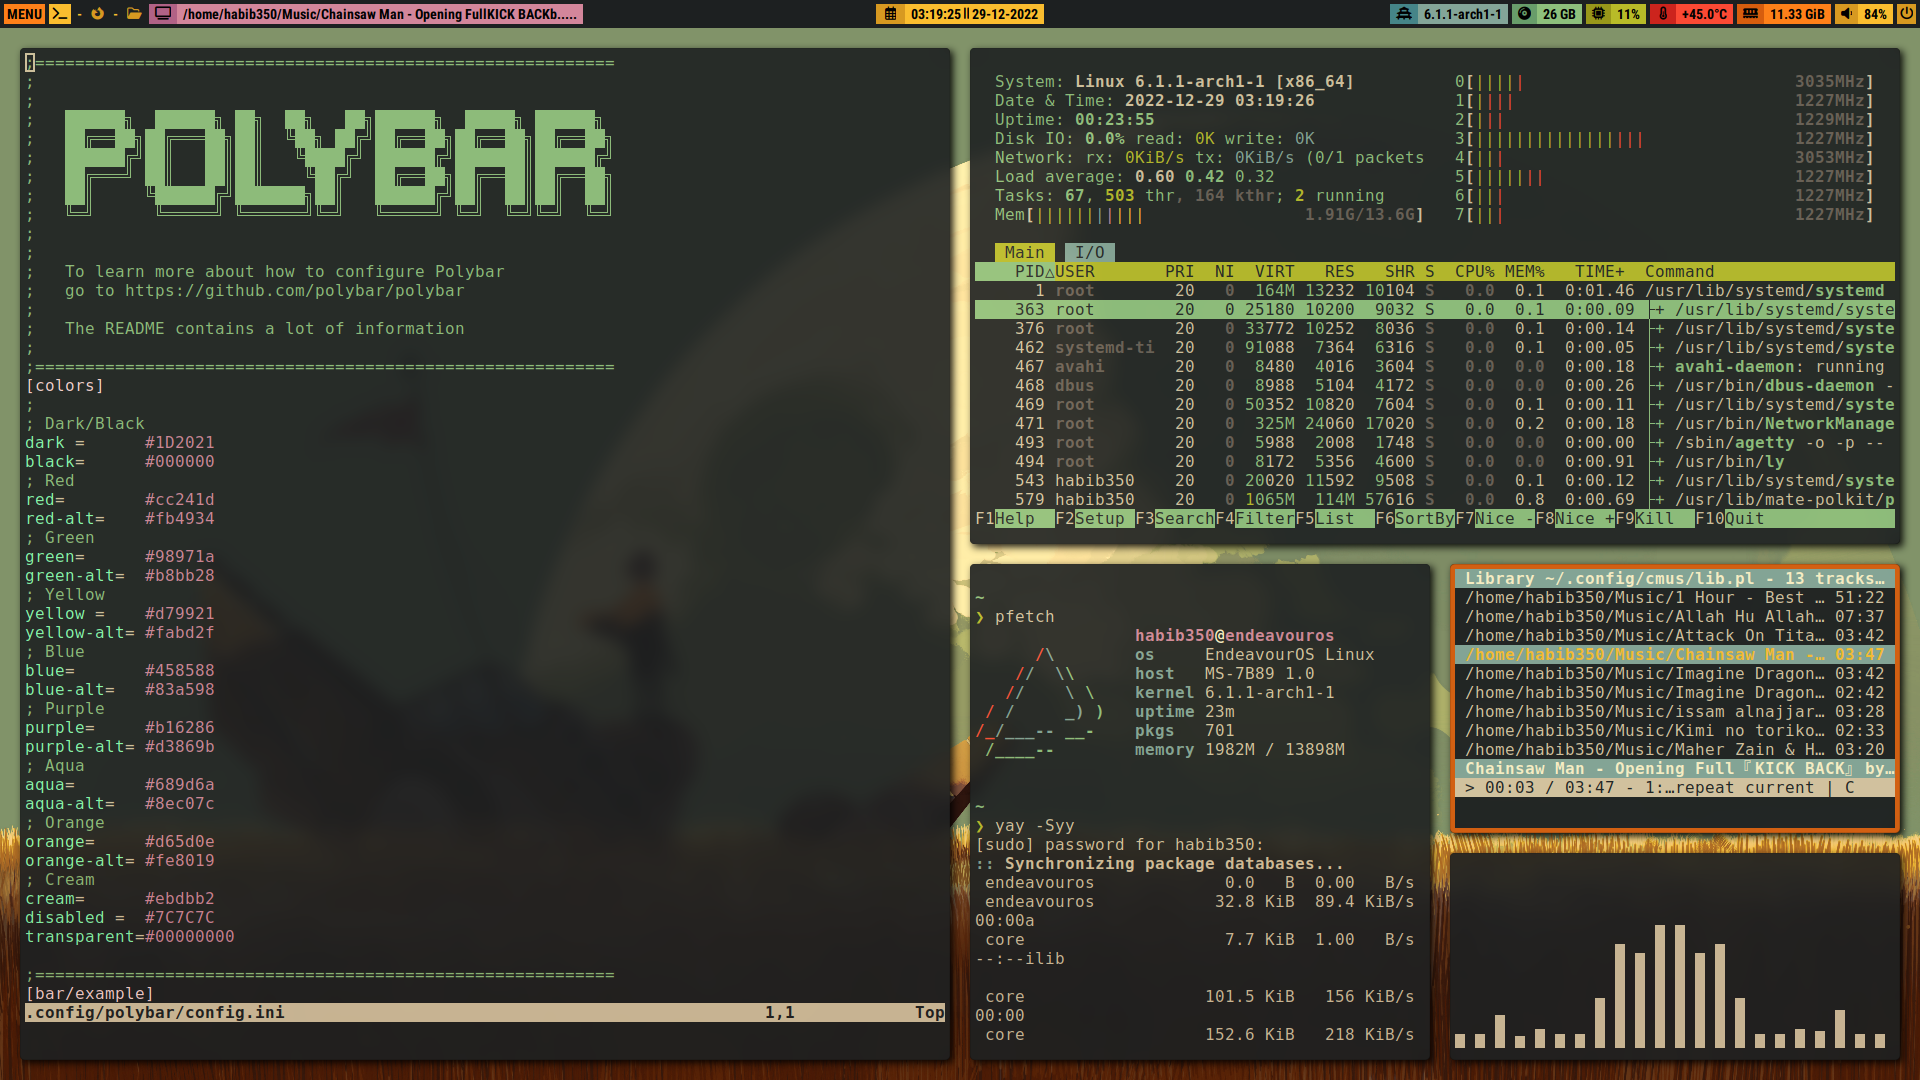 MENU - - /home/habib350/Music/Chainsaw Man - Opening FullKICK BACKb..... 03:19:25 || 29-12-2022 6.1.1-arch1-1 26 GB 11% +45.0°C 11.33 GiB 84%
;==========================================================
;
;
; POLYBAR
;
;
;
;
;
;
;
; To learn more about how to configure Polybar
; go to https://github.com/polybar/polybar
;
; The README contains a lot of information
;
;==========================================================
[colors]
;
; Dark/Black
dark = #1D2021
black= #000000
; Red
red= #cc241d
red-alt= #fb4934
; Green
green= #98971a
green-alt= #b8bb28
; Yellow
yellow = #d79921
yellow-alt= #fabd2f
; Blue
blue= #458588
blue-alt= #83a598
; Purple
purple= #b16286
purple-alt= #d3869b
; Aqua
aqua= #689d6a
aqua-alt= #8ec07c
; Orange
orange= #d65d0e
orange-alt= #fe8019
; Cream
cream= #ebdbb2
disabled = #7C7C7C
transparent=#00000000
;==========================================================
[bar/example]
.config/polybar/config.ini 1,1 Top
System: Linux 6.1.1-arch1-1 [x86_64] 0[||||| 3035MHz]
Date & Time: 2022-12-29 03:19:26 1[|||| 1227MHz]
Uptime: 00:23:55 2[||| 1229MHz]
Disk IO: 0.0% read: 0K write: 0K 3[||||||||||||||||| 1227MHz]
Network: rx: 0KiB/s tx: 0KiB/s (0/1 packets 4[||| 3053MHz]
Load average: 0.60 0.42 0.32 5[||||||| 1227MHz]
Tasks: 67, 503 thr, 164 kthr; 2 running 6[||| 1227MHz]
Mem[||||||||||| 1.91G/13.6G] 7[||| 1227MHz]
Main I/O
PID△USER PRI NI VIRT RES SHR S CPU% MEM% TIME+ Command
1 root 20 0 164M 13232 10104 S 0.0 0.1 0:01.46 /usr/lib/systemd/systemd
363 root 20 0 25180 10200 9032 S 0.0 0.1 0:00.09 ├+ /usr/lib/systemd/syste
376 root 20 0 33772 10252 8036 S 0.0 0.1 0:00.14 ├+ /usr/lib/systemd/syste
462 systemd-ti 20 0 91088 7364 6316 S 0.0 0.1 0:00.05 ├+ /usr/lib/systemd/syste
467 avahi 20 0 8480 4016 3604 S 0.0 0.0 0:00.18 ├+ avahi-daemon: running
468 dbus 20 0 8988 5104 4172 S 0.0 0.0 0:00.26 ├+ /usr/bin/dbus-daemon -
469 root 20 0 50352 10820 7604 S 0.0 0.1 0:00.11 ├+ /usr/lib/systemd/syste
471 root 20 0 325M 24060 17020 S 0.0 0.2 0:00.18 ├+ /usr/bin/NetworkManage
493 root 20 0 5988 2008 1748 S 0.0 0.0 0:00.00 ├+ /sbin/agetty -o -p --
494 root 20 0 8172 5356 4600 S 0.0 0.0 0:00.91 ├+ /usr/bin/ly
543 habib350 20 0 20020 11592 9508 S 0.0 0.1 0:00.12 ├+ /usr/lib/systemd/syste
579 habib350 20 0 1065M 114M 57616 S 0.0 0.8 0:00.69 ├+ /usr/lib/mate-polkit/p
F1Help F2Setup F3SearchF4FilterF5List F6SortByF7Nice -F8Nice +F9Kill F10Quit
~
❯ pfetch
habib350@endeavouros
os EndeavourOS Linux
host MS-7B89 1.0
kernel 6.1.1-arch1-1
uptime 23m
pkgs 701
memory 1982M / 13898M
~
❯ yay -Syy
[sudo] password for habib350:
:: Synchronizing package databases...
endeavouros 0.0 B 0.00 B/s
endeavouros 32.8 KiB 89.4 KiB/s
00:00a
core 7.7 KiB 1.00 B/s
--:--ilib
core 101.5 KiB 156 KiB/s
00:00
core 152.6 KiB 218 KiB/s
Library ~/.config/cmus/lib.pl - 13 tracks…
/home/habib350/Music/1 Hour - Best … 51:22
/home/habib350/Music/Allah Hu Allah… 07:37
/home/habib350/Music/Attack On Tita… 03:42
/home/habib350/Music/Chainsaw Man -… 03:47
/home/habib350/Music/Imagine Dragon… 03:42
/home/habib350/Music/Imagine Dragon… 02:42
/home/habib350/Music/issam alnajjar… 03:28
/home/habib350/Music/Kimi no toriko… 02:33
/home/habib350/Music/Maher Zain & H… 03:20
Chainsaw Man - Opening Full『KICK BACK』by…
> 00:03 / 03:47 - 1:…repeat current | C